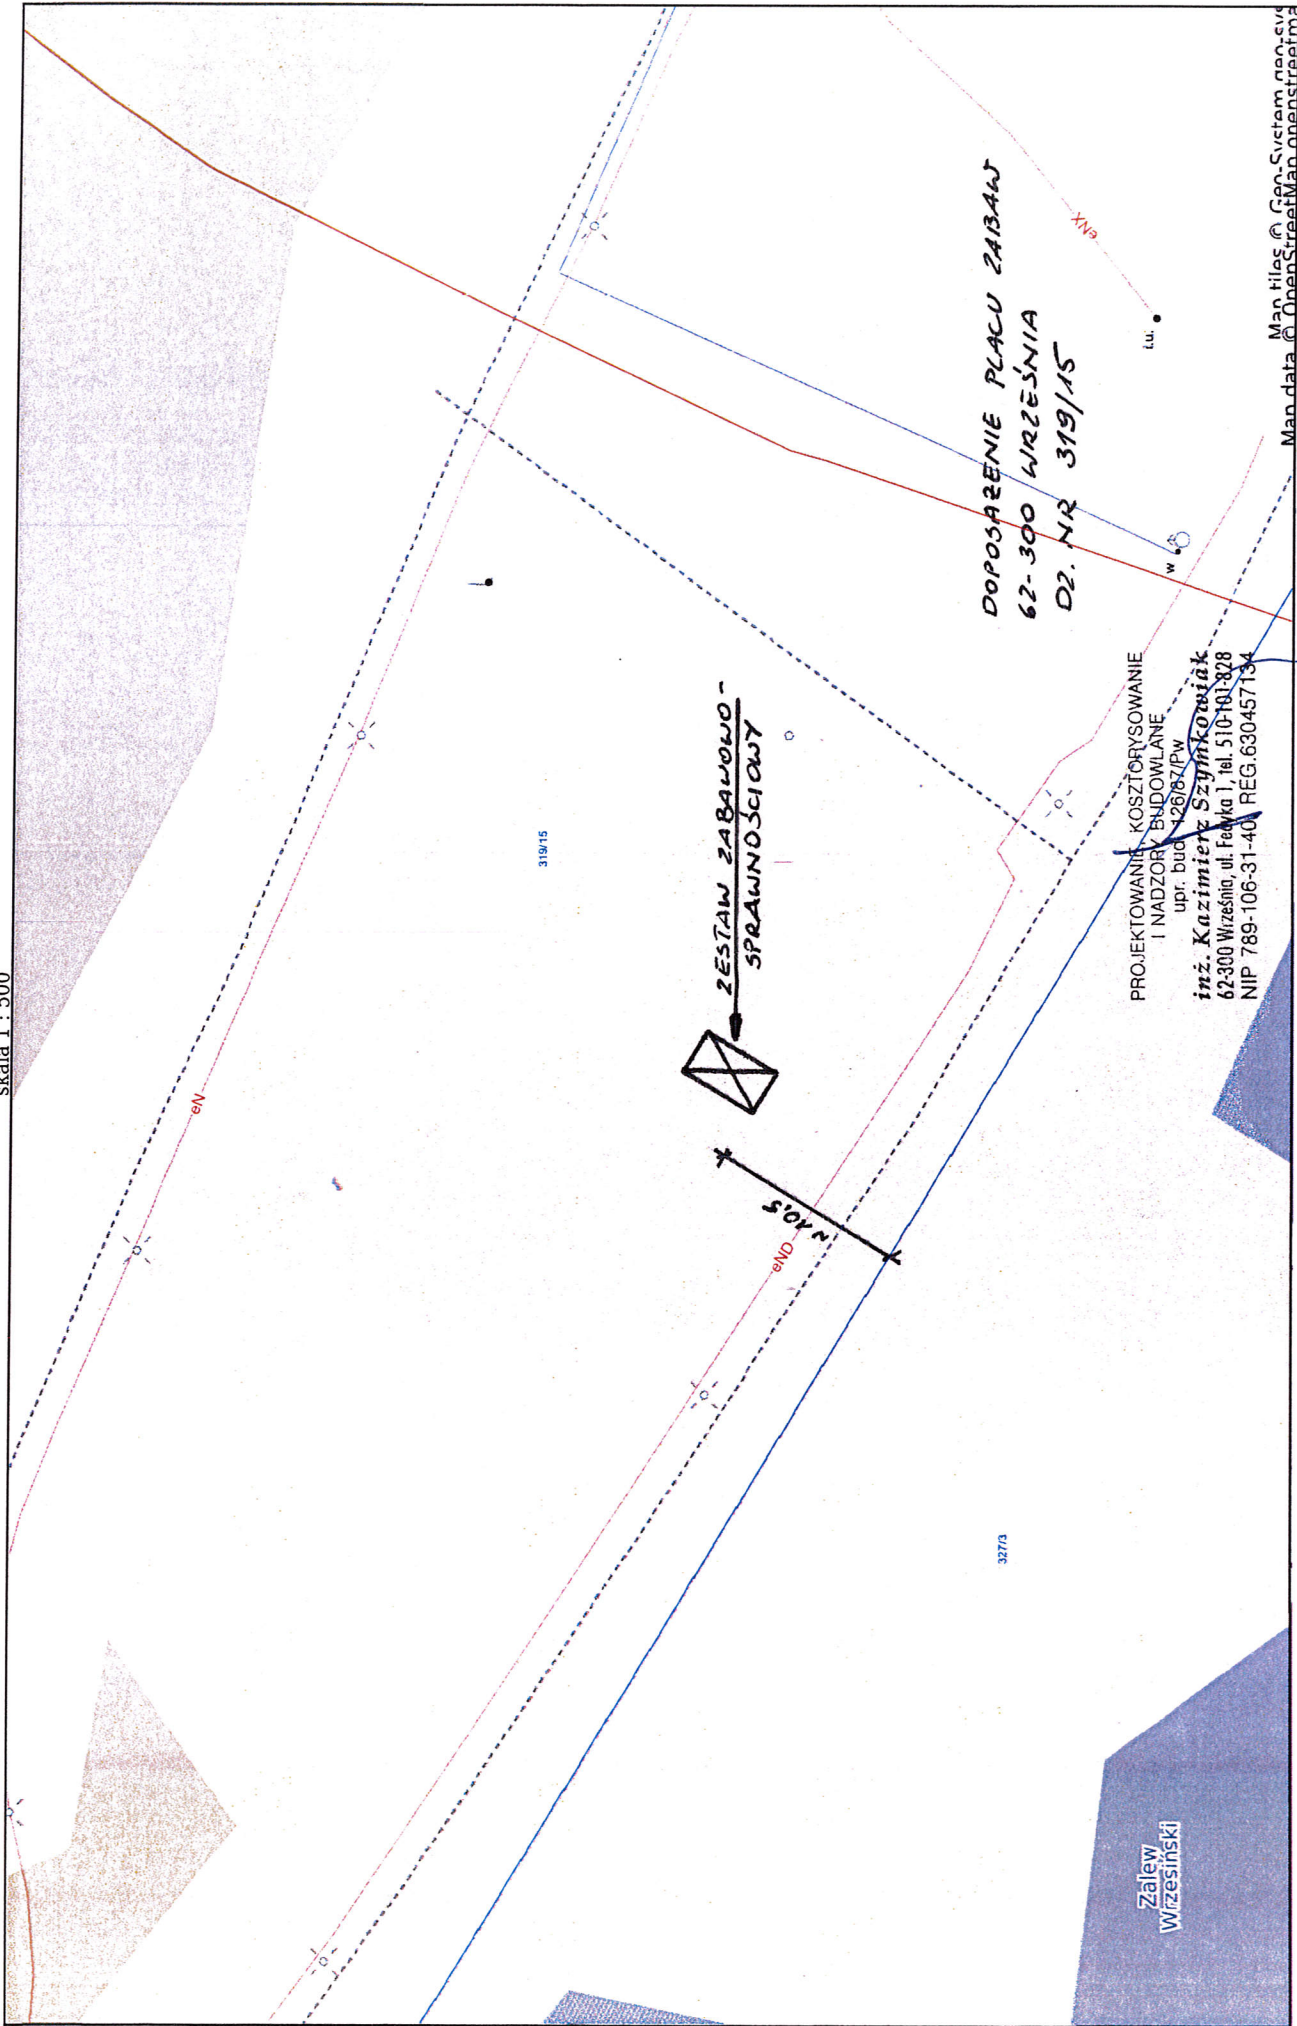 skala 1 : 500
eN
319/15
ZESTAW ZABAWOWO-
SPRAWNOŚCIOWY
~ 10,5
eND
327/3
Zalew
Wrzesiński
DOPOSAŻENIE PLACU ZABAW
62-300 WRZEŚNIA
DZ. NR 319/15
eNX
i.u.
w
PROJEKTOWANIE, KOSZTORYSOWANIE
I NADZORY BUDOWLANE
upr. bud. 126/87/Pw
inż. Kazimierz Szymkowiak
62-300 Września, ul. Fedyka 1, tel. 510-101-828
NIP 789-106-31-40, REG.630457134
Map tiles © Geo-System geo-sys
Map data © OpenStreetMap openstreetma